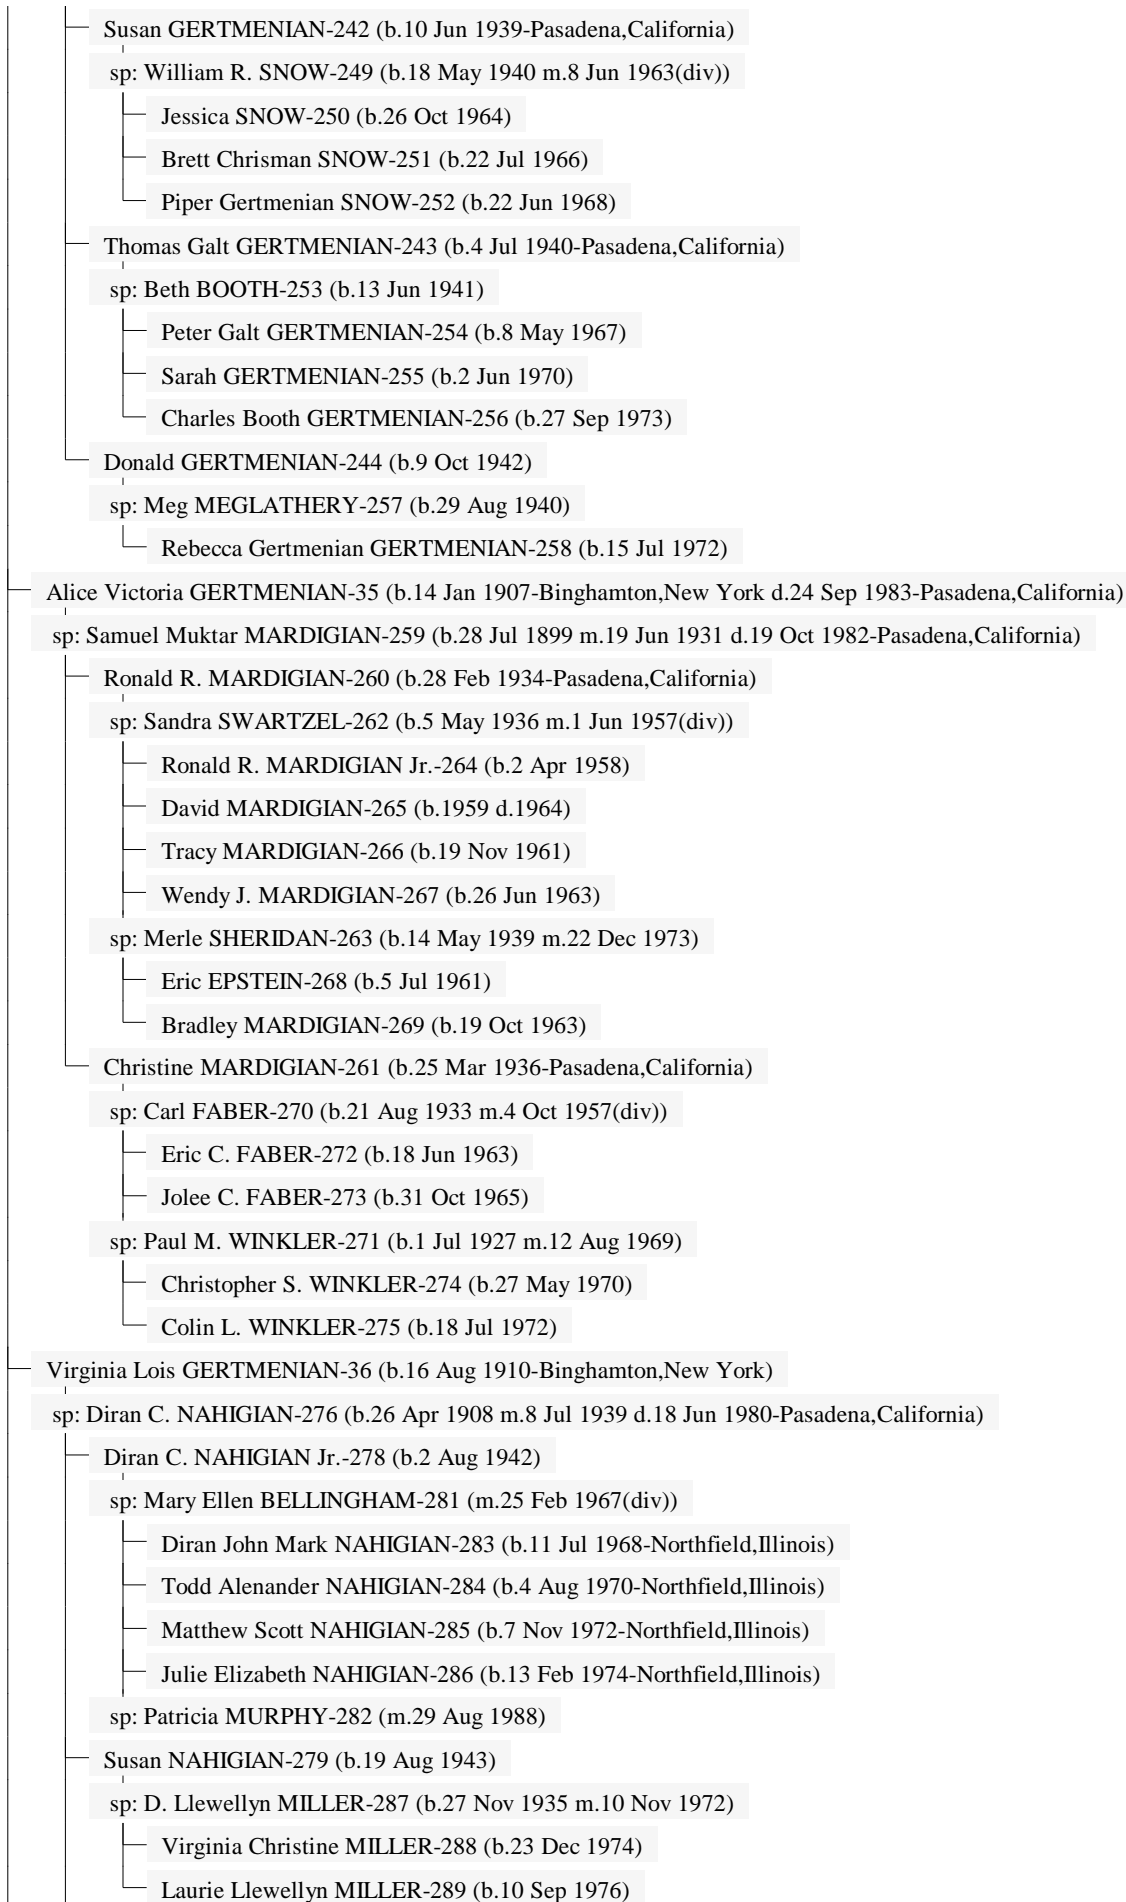 Susan GERTMENIAN-242 (b.10 Jun 1939-Pasadena,California)
sp: William R. SNOW-249 (b.18 May 1940 m.8 Jun 1963(div))
Jessica SNOW-250 (b.26 Oct 1964)
Brett Chrisman SNOW-251 (b.22 Jul 1966)
Piper Gertmenian SNOW-252 (b.22 Jun 1968)
Thomas Galt GERTMENIAN-243 (b.4 Jul 1940-Pasadena,California)
sp: Beth BOOTH-253 (b.13 Jun 1941)
Peter Galt GERTMENIAN-254 (b.8 May 1967)
Sarah GERTMENIAN-255 (b.2 Jun 1970)
Charles Booth GERTMENIAN-256 (b.27 Sep 1973)
Donald GERTMENIAN-244 (b.9 Oct 1942)
sp: Meg MEGLATHERY-257 (b.29 Aug 1940)
Rebecca Gertmenian GERTMENIAN-258 (b.15 Jul 1972)
Alice Victoria GERTMENIAN-35 (b.14 Jan 1907-Binghamton,New York d.24 Sep 1983-Pasadena,California)
sp: Samuel Muktar MARDIGIAN-259 (b.28 Jul 1899 m.19 Jun 1931 d.19 Oct 1982-Pasadena,California)
Ronald R. MARDIGIAN-260 (b.28 Feb 1934-Pasadena,California)
sp: Sandra SWARTZEL-262 (b.5 May 1936 m.1 Jun 1957(div))
Ronald R. MARDIGIAN Jr.-264 (b.2 Apr 1958)
David MARDIGIAN-265 (b.1959 d.1964)
Tracy MARDIGIAN-266 (b.19 Nov 1961)
Wendy J. MARDIGIAN-267 (b.26 Jun 1963)
sp: Merle SHERIDAN-263 (b.14 May 1939 m.22 Dec 1973)
Eric EPSTEIN-268 (b.5 Jul 1961)
Bradley MARDIGIAN-269 (b.19 Oct 1963)
Christine MARDIGIAN-261 (b.25 Mar 1936-Pasadena,California)
sp: Carl FABER-270 (b.21 Aug 1933 m.4 Oct 1957(div))
Eric C. FABER-272 (b.18 Jun 1963)
Jolee C. FABER-273 (b.31 Oct 1965)
sp: Paul M. WINKLER-271 (b.1 Jul 1927 m.12 Aug 1969)
Christopher S. WINKLER-274 (b.27 May 1970)
Colin L. WINKLER-275 (b.18 Jul 1972)
Virginia Lois GERTMENIAN-36 (b.16 Aug 1910-Binghamton,New York)
sp: Diran C. NAHIGIAN-276 (b.26 Apr 1908 m.8 Jul 1939 d.18 Jun 1980-Pasadena,California)
Diran C. NAHIGIAN Jr.-278 (b.2 Aug 1942)
sp: Mary Ellen BELLINGHAM-281 (m.25 Feb 1967(div))
Diran John Mark NAHIGIAN-283 (b.11 Jul 1968-Northfield,Illinois)
Todd Alenander NAHIGIAN-284 (b.4 Aug 1970-Northfield,Illinois)
Matthew Scott NAHIGIAN-285 (b.7 Nov 1972-Northfield,Illinois)
Julie Elizabeth NAHIGIAN-286 (b.13 Feb 1974-Northfield,Illinois)
sp: Patricia MURPHY-282 (m.29 Aug 1988)
Susan NAHIGIAN-279 (b.19 Aug 1943)
sp: D. Llewellyn MILLER-287 (b.27 Nov 1935 m.10 Nov 1972)
Virginia Christine MILLER-288 (b.23 Dec 1974)
Laurie Llewellyn MILLER-289 (b.10 Sep 1976)